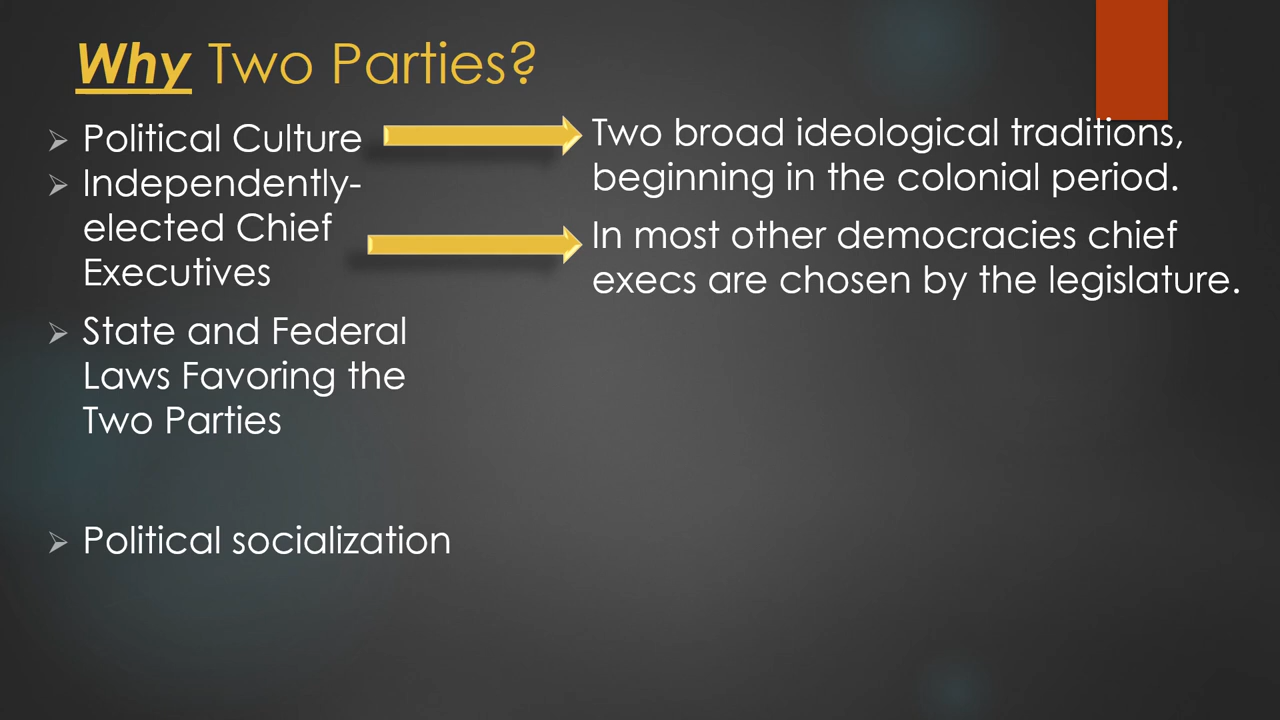 Why Two Parties?
Political Culture
Independently-
elected Chief
Executives
State and Federal
Laws Favoring the
Two Parties
Political socialization
Two broad ideological traditions,
beginning in the colonial period.
In most other democracies chief
execs are chosen by the legislature.